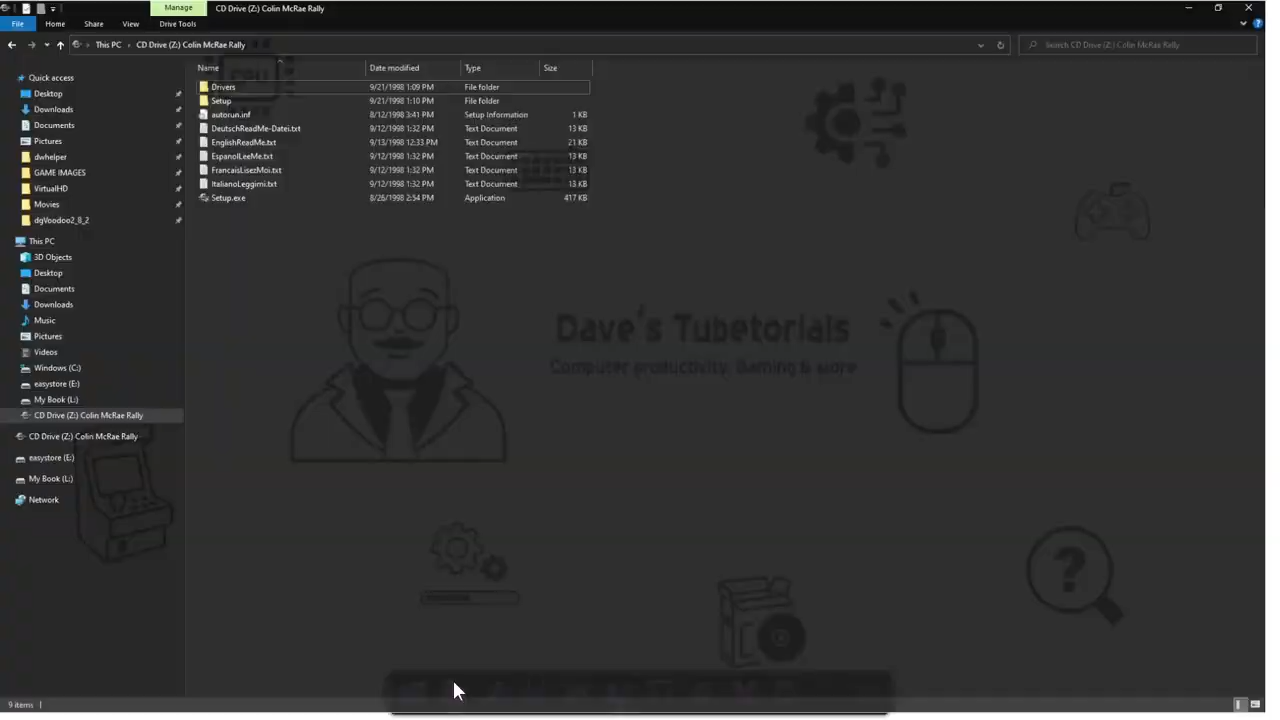 Manage
CD Drive (Z:) Colin McRae Rally
File
Home
Share
View
Drive Tools
This PC
CD Drive (Z:) Colin McRae Rally
Search CD Drive (Z:) Colin McRae Rally
Name
Date modified
Type
Size
Drivers 9/21/1998 1:09 PM File folder
Setup 9/21/1998 1:10 PM File folder
autorun.inf 8/12/1998 3:41 PM Setup Information 1 KB
DeutschReadMe-Datei.txt 9/12/1998 1:32 PM Text Document 13 KB
EnglishReadMe.txt 9/13/1998 12:33 PM Text Document 21 KB
EspanolLeeMe.txt 9/12/1998 1:32 PM Text Document 13 KB
FrancaisLisezMoi.txt 9/12/1998 1:32 PM Text Document 13 KB
ItalianoLeggimi.txt 9/12/1998 1:32 PM Text Document 13 KB
Setup.exe 8/26/1998 2:54 PM Application 417 KB
Quick access
Desktop
Downloads
Documents
Pictures
dwhelper
GAME IMAGES
VirtualHD
Movies
dgVoodoo2_8_2
This PC
3D Objects
Desktop
Documents
Downloads
Music
Pictures
Videos
Windows (C:)
easystore (E:)
My Book (L:)
CD Drive (Z:) Colin McRae Rally
CD Drive (Z:) Colin McRae Rally
easystore (E:)
My Book (L:)
Network
CPU
Dave's Tubetorials
Computer productivity, Gaming & more
?
9 items